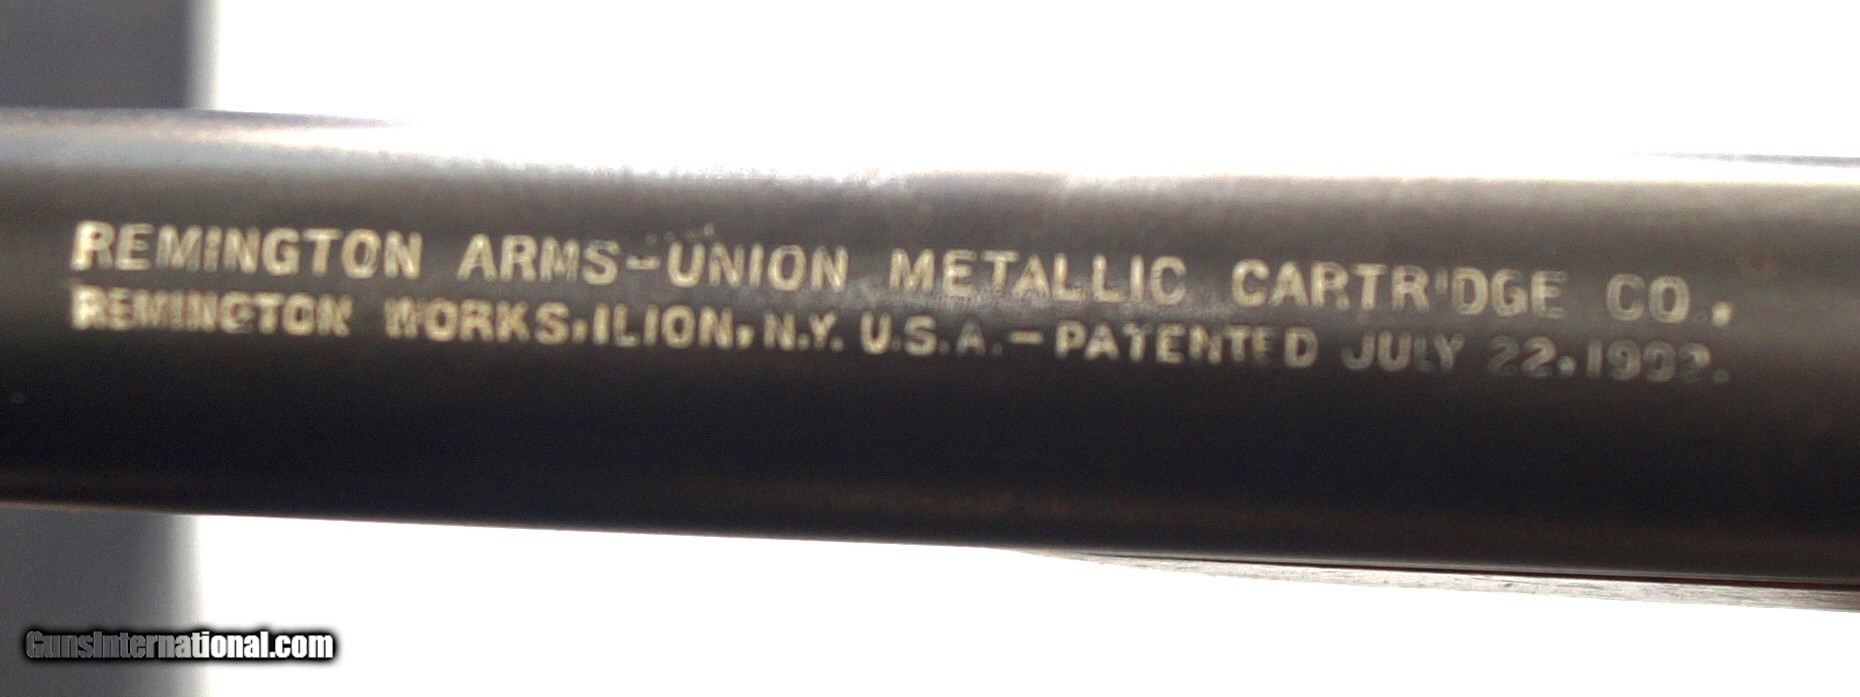 REMINGTON ARMS-UNION METALLIC CARTRIDGE CO.,
REMINGTON WORKS, ILION, N.Y. U.S.A. - PATENTED JULY 22, 1902.
GunsInternational.com